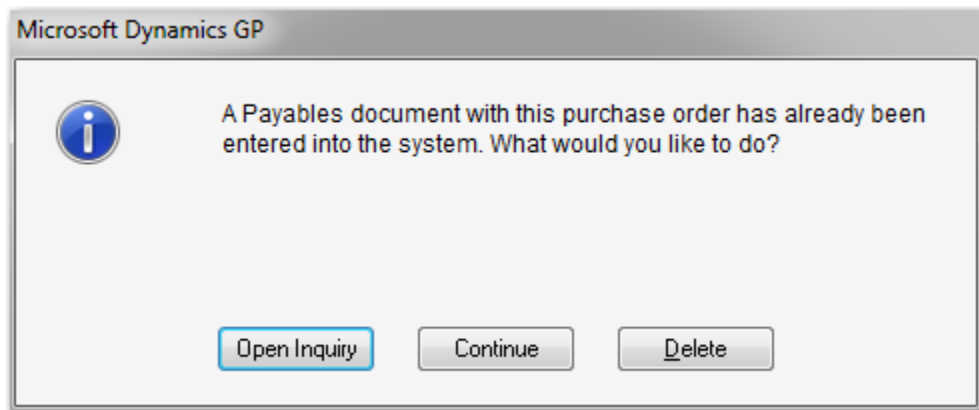 Microsoft Dynamics GP
A Payables document with this purchase order has already been
entered into the system. What would you like to do?
Open Inquiry Continue Delete